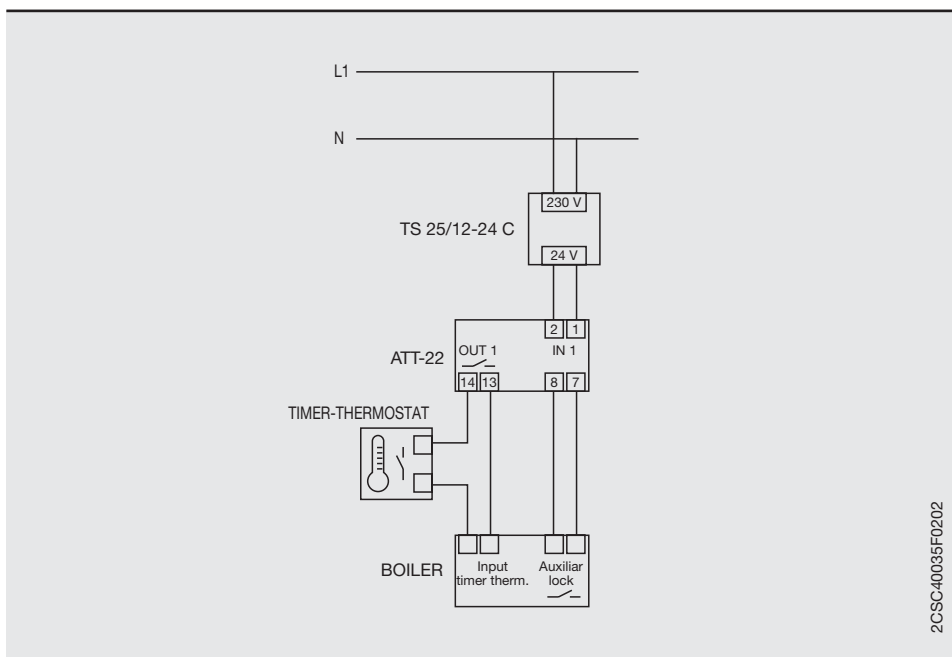 L1
N
230 V
TS 25/12-24 C
24 V
2 1
ATT-22
OUT 1
IN 1
14 13
8 7
TIMER-THERMOSTAT
BOILER
Input
timer therm.
Auxiliar
lock
2CSC40035F0202